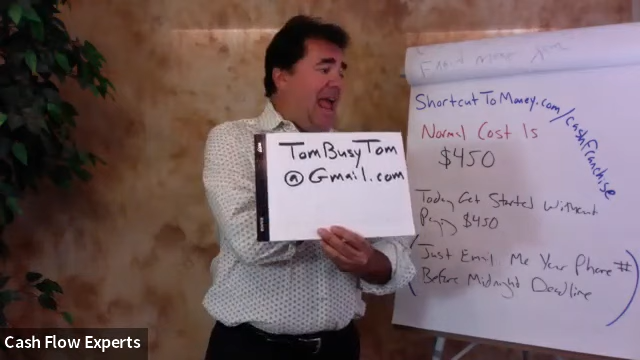 TomBusyTom
@Gmail.com
ShortcutToMoney.com/cashfranchise
Normal Cost Is
$450
Today Get Started Without
$450
(Just Email Me Your Phone #
Before Midnight Deadline)
Cash Flow Experts